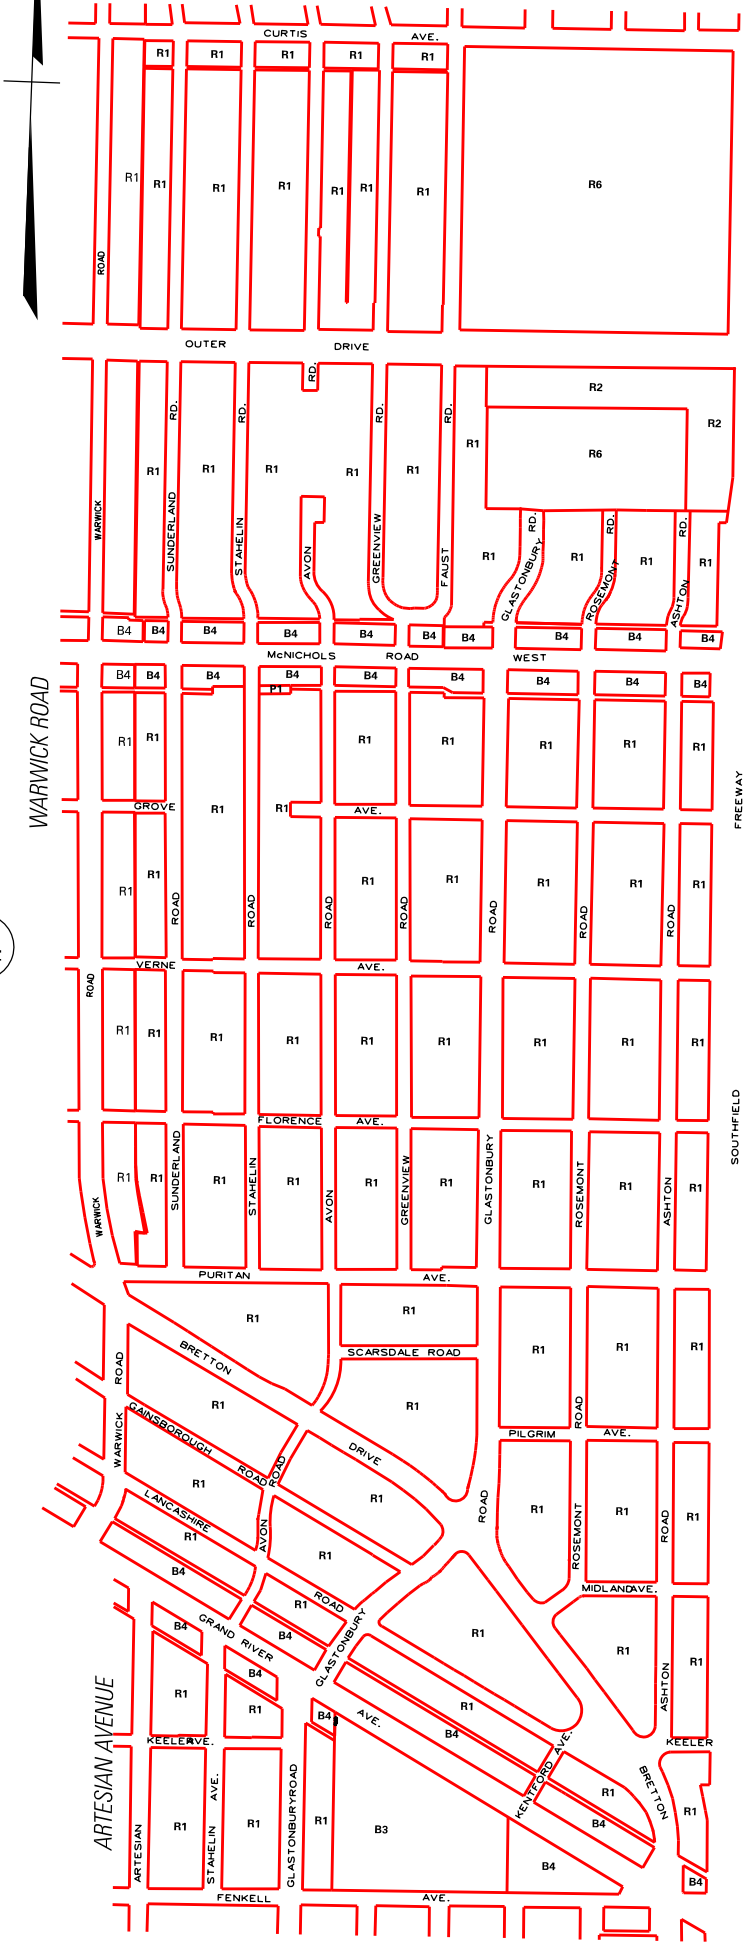 CURTIS AVE.
R1 R1 R1 R1 R1
R1 R1 R1 R1 R1 R1 R1 R6
ROAD
OUTER DRIVE
RD.
R2
RD. RD. RD. RD. R2
R1 R6
R1 R1 R1 R1 R1
WARWICK SUNDERLAND STAHELIN AVON GREENVIEW FAUST
RD. RD. RD.
R1 GLASTONBURY R1 ROSEMONT R1 ASHTON R1
B4 B4 B4 B4 B4 B4 B4 B4 B4 B4
McNICHOLS ROAD WEST
B4 B4 B4 B4 B4 B4 B4 B4 B4
P1
WARWICK ROAD
R1 R1 R1 R1 R1 R1 R1
FREEWAY
GROVE R1 R1 AVE.
R1 R1 R1 R1 R1 R1 R1
ROAD ROAD ROAD ROAD ROAD ROAD ROAD
VERNE AVE.
ROAD
R1 R1 R1 R1 R1 R1 R1 R1 R1
FLORENCE AVE.
SOUTHFIELD
R1 R1 R1 R1 R1 R1 R1 R1 R1
WARWICK SUNDERLAND STAHELIN AVON GREENVIEW GLASTONBURY ROSEMONT ASHTON
PURITAN AVE.
R1 R1
BRETTON SCARSDALE ROAD R1 R1 R1
ROAD
R1 R1 ROAD
WARWICK GAINSBOROUGH ROAD PILGRIM AVE.
DRIVE
ROAD
R1 R1 ROAD R1 R1 R1
LANCASHIRE AVON ROSEMONT ROAD
R1
R1
B4 MIDLAND AVE.
R1 ROAD
B4 GRAND RIVER B4 GLASTONBURY R1 R1 R1
B4
R1 R1 R1 ASHTON
ARTESIAN AVENUE
B4 AVE. B4
KEELER AVE. KENTFORD AVE. KEELER
BRETTON
R1
STAHELIN AVE. GLASTONBURY ROAD
R1 R1 R1 B3 B4 R1
ARTESIAN
B4 B4
FENKELL AVE.